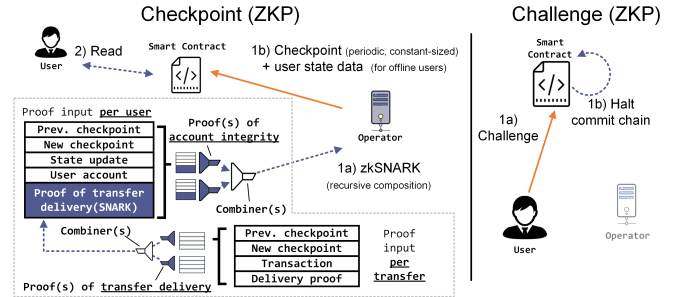 Checkpoint (ZKP)
User
2) Read
Smart Contract
1b) Checkpoint (periodic, constant-sized)
+ user state data (for offline users)
Operator
1a) zkSNARK
(recursive composition)
Proof input per user
Prev. checkpoint
New checkpoint
State update
User account
Proof of transfer
delivery(SNARK)
Proof(s) of
account integrity
Combiner(s)
Combiner(s)
Proof(s) of transfer delivery
Prev. checkpoint
New checkpoint
Transaction
Delivery proof
Proof
input
per
transfer
Challenge (ZKP)
Smart
Contract
1a)
Challenge
1b) Halt
commit chain
User
Operator